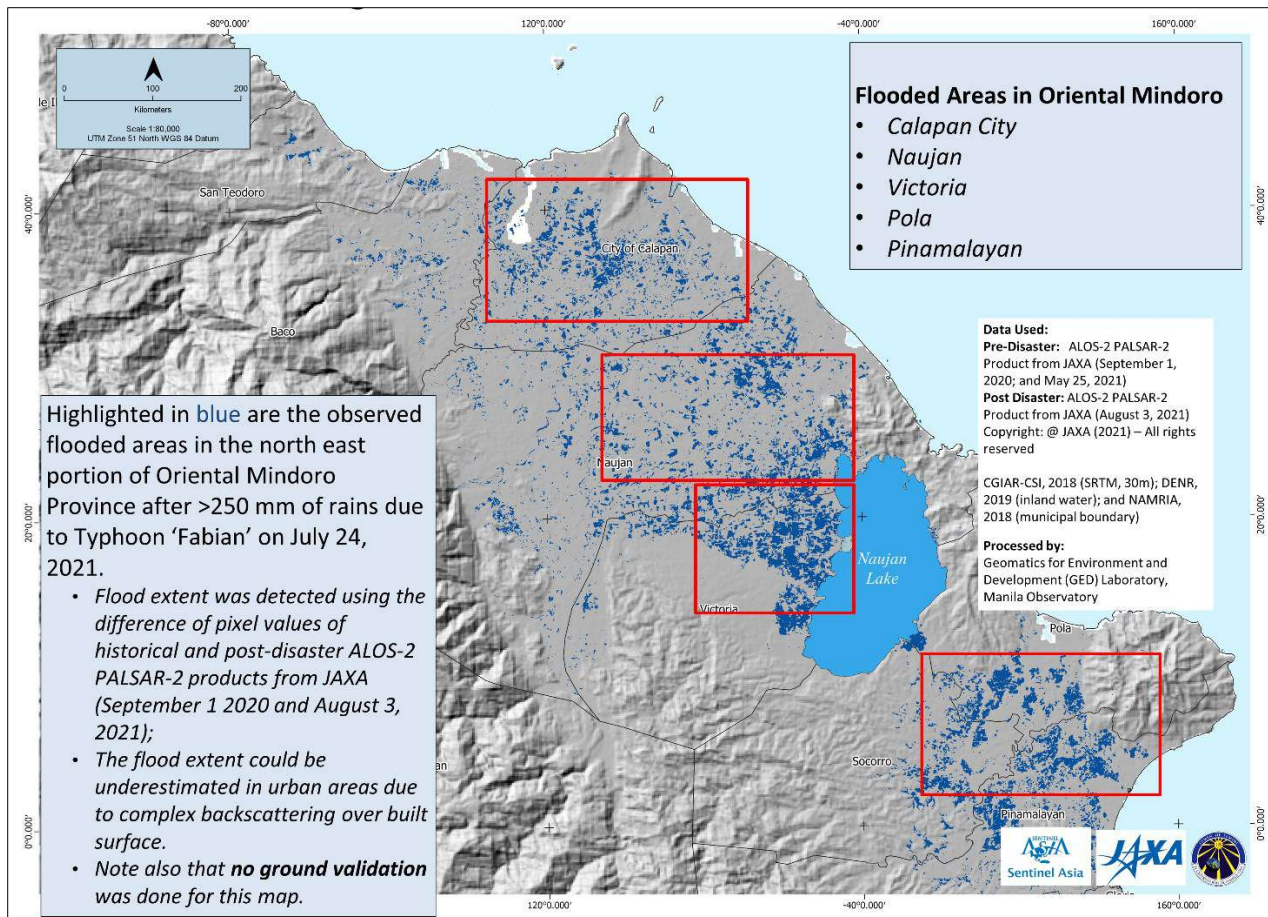 -80°0.000'
120°0.000'
-40°0.000'
160°0.000'
0
100
200
Kilometers
Scale 1:80,000
UTM Zone 51 North WGS 84 Datum
Flooded Areas in Oriental Mindoro
• Calapan City
• Naujan
• Victoria
• Pola
• Pinamalayan
San Teodoro
40°0.000'
40°0.000'
City of Calapan
Baco
Data Used:
Pre-Disaster: ALOS-2 PALSAR-2
Product from JAXA (September 1,
2020; and May 25, 2021)
Post Disaster: ALOS-2 PALSAR-2
Product from JAXA (August 3, 2021)
Copyright: @ JAXA (2021) – All rights
reserved
CGIAR-CSI, 2018 (SRTM, 30m); DENR,
2019 (inland water); and NAMRIA,
2018 (municipal boundary)
Processed by:
Geomatics for Environment and
Development (GED) Laboratory,
Manila Observatory
Highlighted in blue are the observed
flooded areas in the north east
portion of Oriental Mindoro
Province after >250 mm of rains due
to Typhoon ‘Fabian’ on July 24,
2021.
• Flood extent was detected using the
difference of pixel values of
historical and post-disaster ALOS-2
PALSAR-2 products from JAXA
(September 1 2020 and August 3,
2021);
• The flood extent could be
underestimated in urban areas due
to complex backscattering over built
surface.
• Note also that no ground validation
was done for this map.
Naujan
20°0.000'
20°0.000'
Naujan
Lake
Victoria
Pola
Socorro
0°0.000'
0°0.000'
Pinamalayan
SENTINEL
ASIA
Sentinel Asia
JAXA
120°0.000'
-40°0.000'
160°0.000'